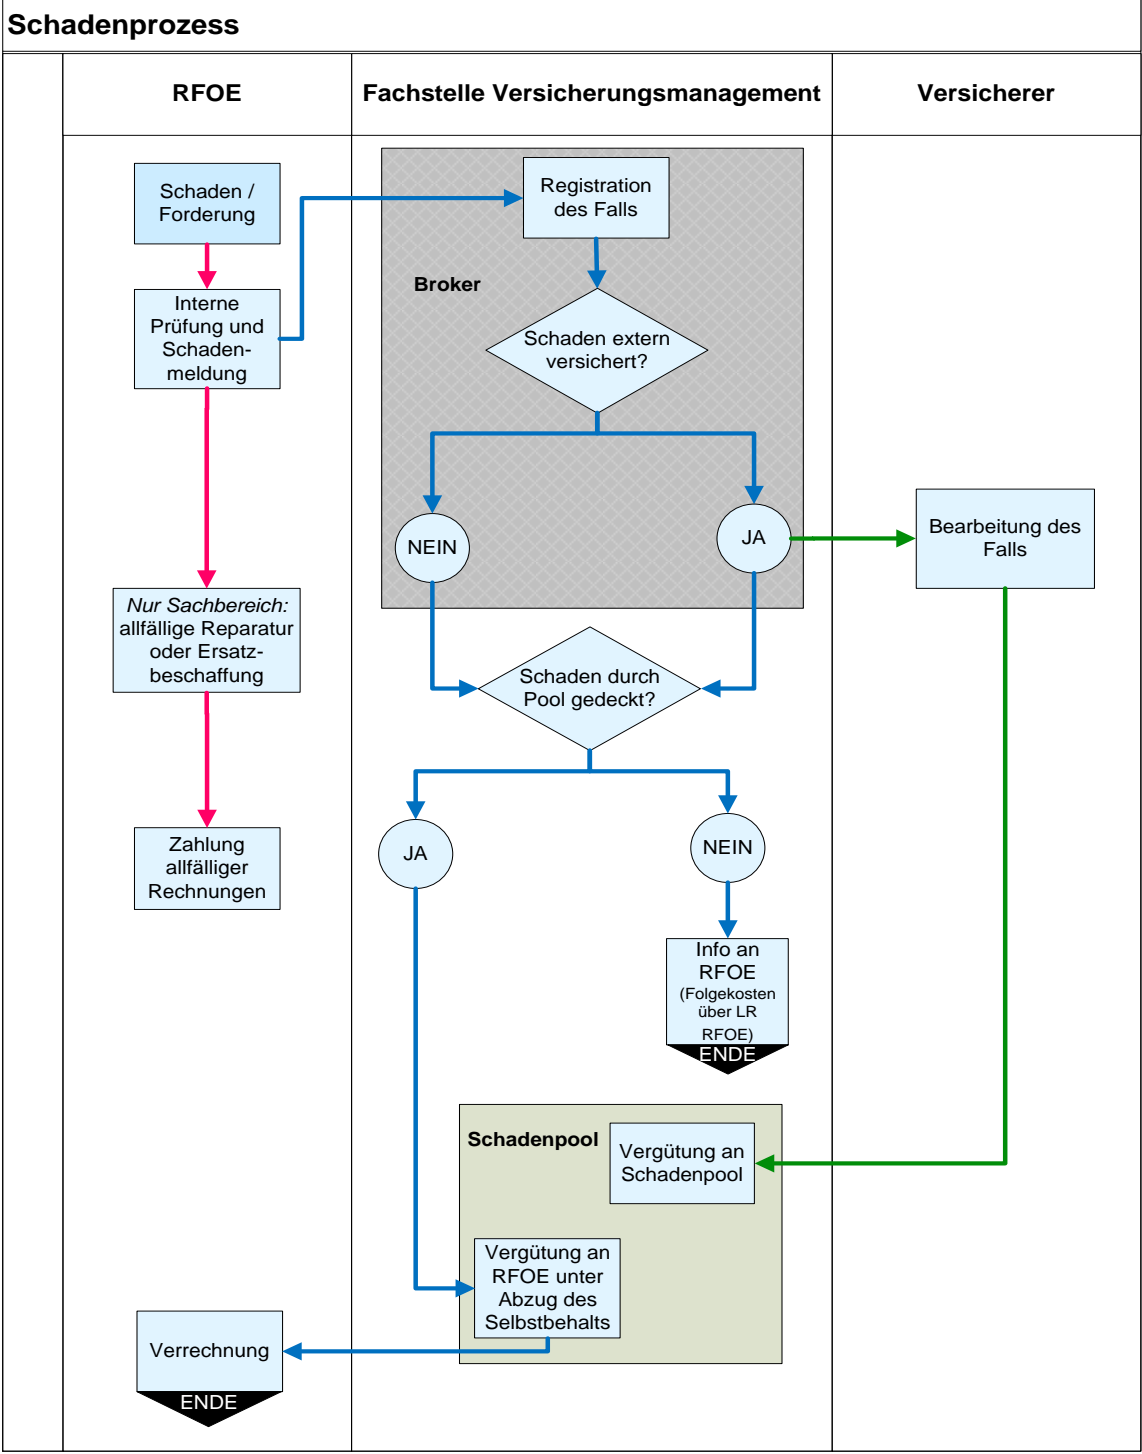 Schadenprozess
RFOE
Fachstelle Versicherungsmanagement
Versicherer
Schaden /
Forderung
Registration
des Falls
Broker
Interne
Prüfung und
Schaden-
meldung
Schaden extern
versichert?
NEIN
JA
Bearbeitung des
Falls
Nur Sachbereich:
allfällige Reparatur
oder Ersatz-
beschaffung
Schaden durch
Pool gedeckt?
Zahlung
allfälliger
Rechnungen
JA
NEIN
Info an
RFOE
(Folgekosten
über LR
RFOE)
ENDE
Schadenpool
Vergütung an
Schadenpool
Vergütung an
RFOE unter
Abzug des
Selbstbehalts
Verrechnung
ENDE